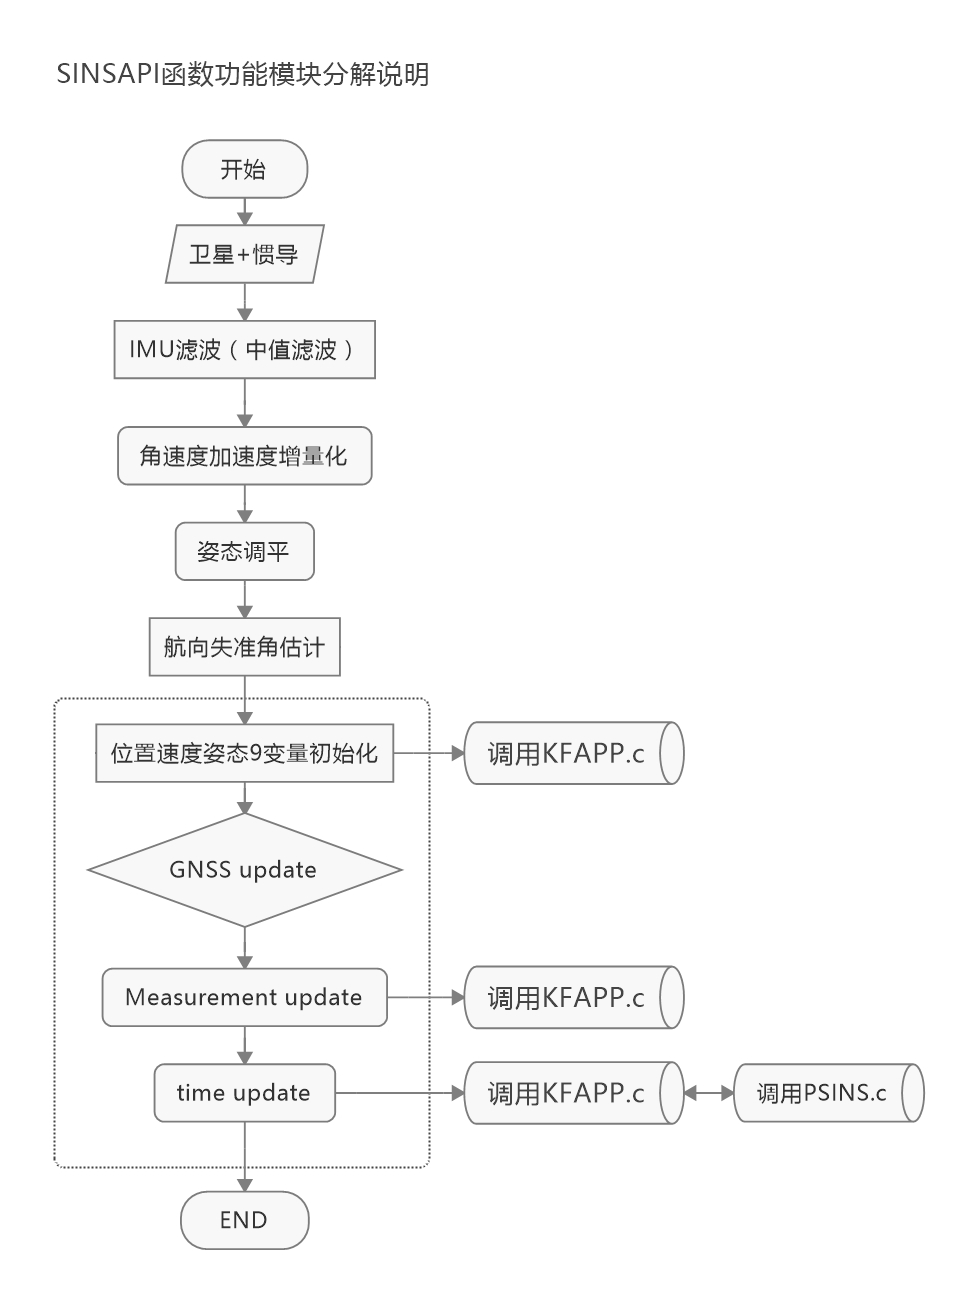 SINSAPI函数功能模块分解说明
开始
卫星+惯导
IMU滤波（中值滤波）
角速度加速度增量化
姿态调平
航向失准角估计
位置速度姿态9变量初始化
调用KFAPP.c
GNSS update
Measurement update
调用KFAPP.c
time update
调用KFAPP.c
调用PSINS.c
END